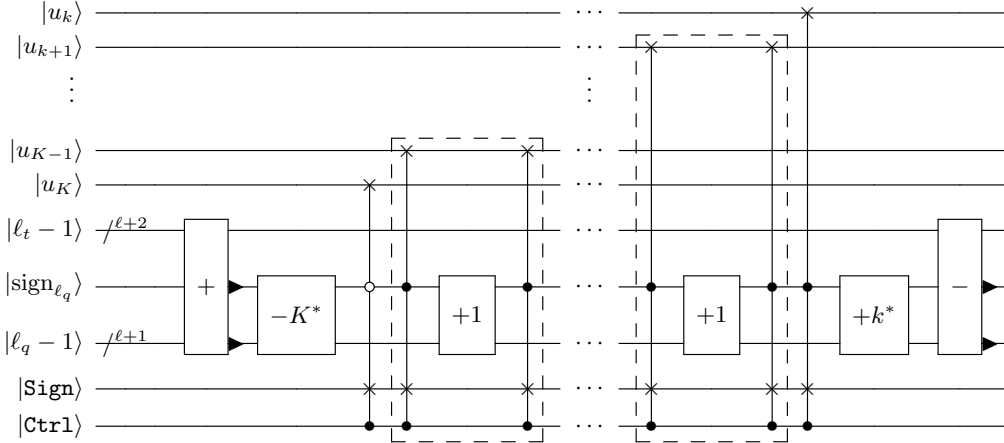 |u_k⟩ ⋯
|u_{k+1}⟩ ⋯
⋮ ⋮
|u_{K−1}⟩ ⋯
|u_K⟩ ⋯
|ℓ_t − 1⟩ ℓ+2 ⋯
|sign_{ℓ_q}⟩ + −K* +1 ⋯ +1 +k* −
|ℓ_q − 1⟩ ℓ+1 ⋯
|Sign⟩ ⋯
|Ctrl⟩ ⋯